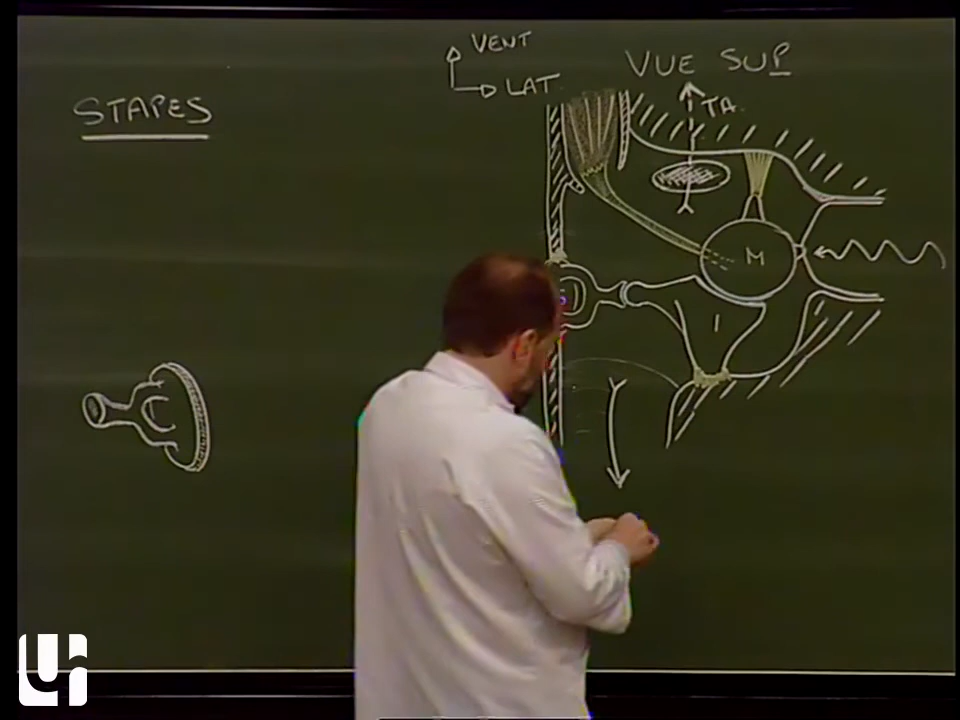 STAPES
VENT
LAT
VUE SUP
TA.
M
I